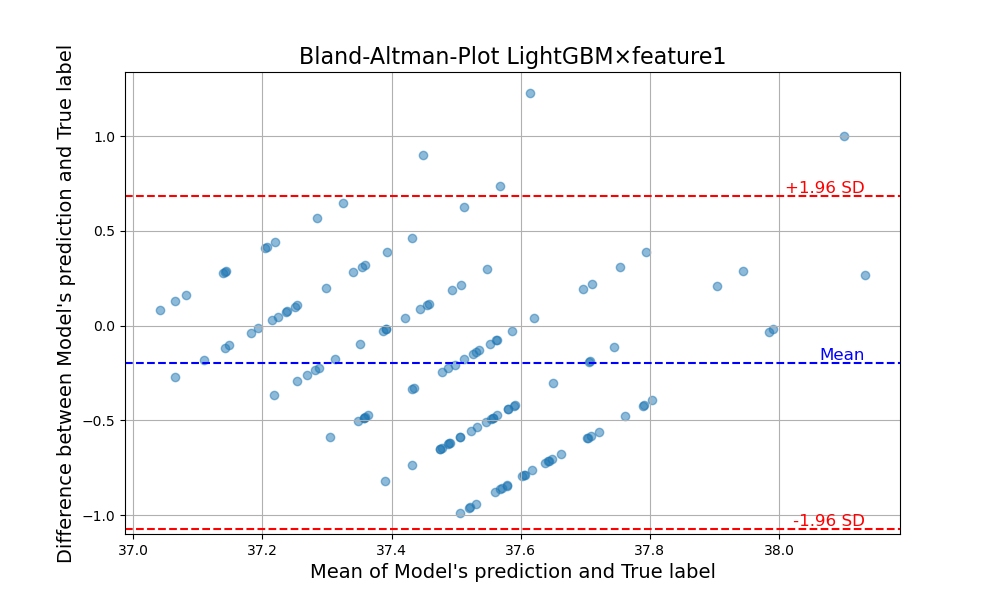 Bland-Altman-Plot LightGBM×feature1
Difference between Model's prediction and True label
1.0
0.5
0.0
−0.5
−1.0
+1.96 SD
Mean
-1.96 SD
37.0 37.2 37.4 37.6 37.8 38.0
Mean of Model's prediction and True label